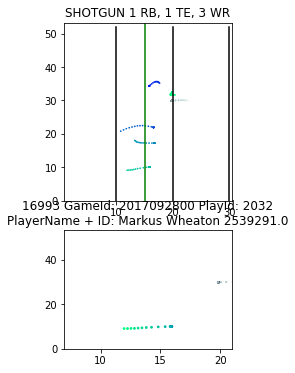 SHOTGUN 1 RB, 1 TE, 3 WR
50
40
30
20
10
0
10 20 30
16993 GameId: 2017092800 PlayId: 2032
PlayerName + ID: Markus Wheaton 2539291.0
40
20
0
10 15 20